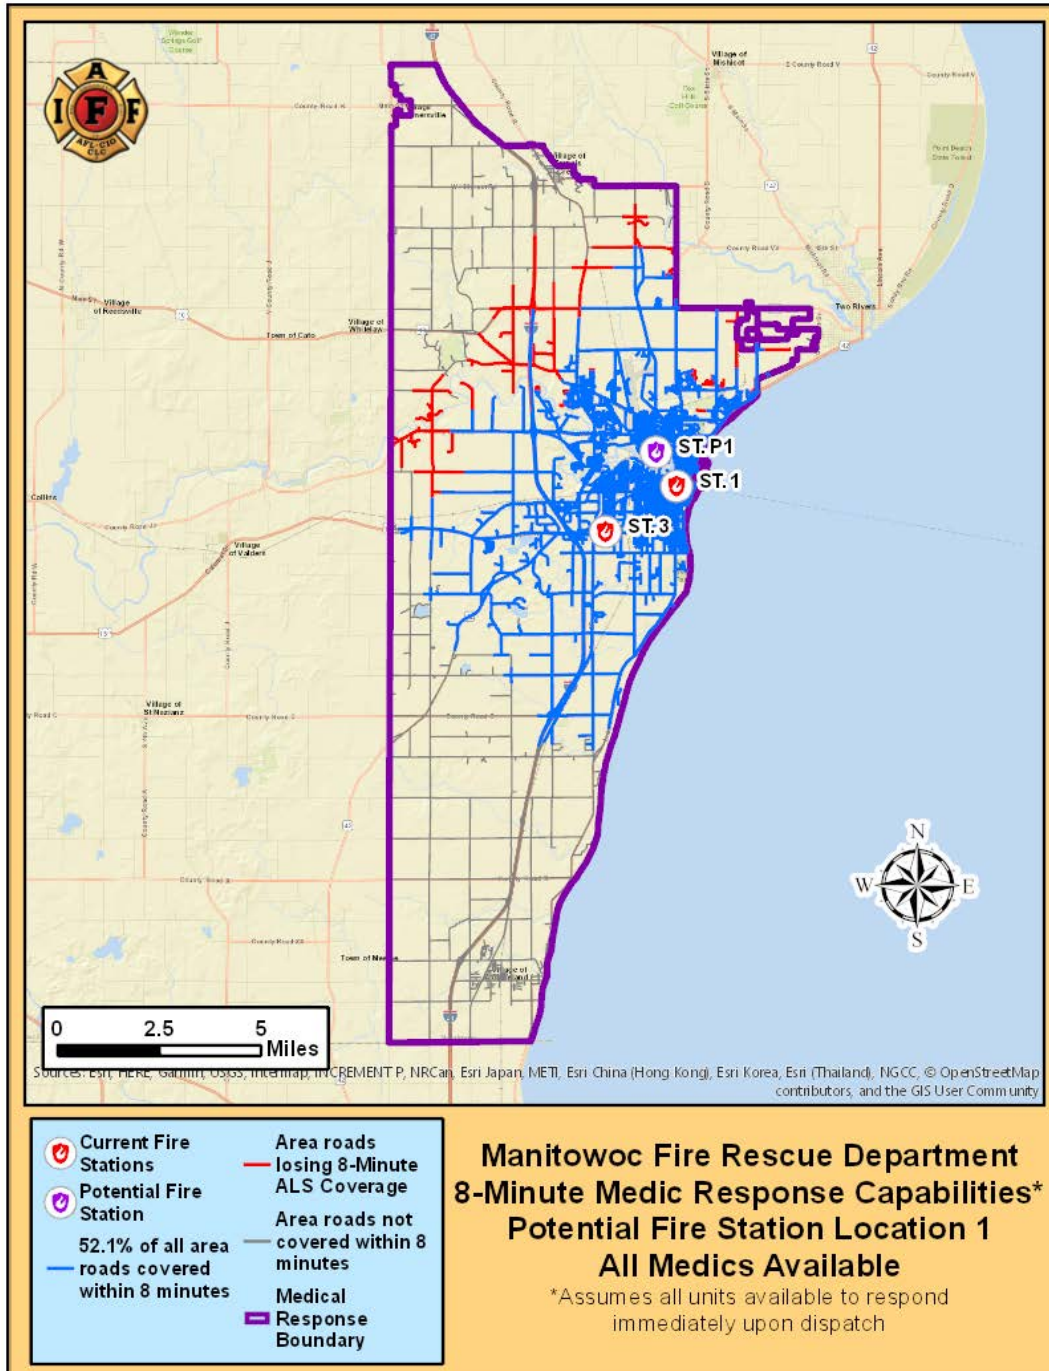 Village of
Mishicot
Point Beach
State Forest
Two Rivers
Village of
Reedsville
Town of Cato
Village of
Whitelaw
ST. P1
ST. 1
ST. 3
Collins
Village
of Valders
Village of
St Nazianz
N
W
E
S
I
A
F
F
AFL-CIO
CLC
0
2.5
5
Miles
Sources: Esri, HERE, Garmin, USGS, Intermap, INCREMENT P, NRCan, Esri Japan, METI, Esri China (Hong Kong), Esri Korea, Esri (Thailand), NGCC, © OpenStreetMap
contributors, and the GIS User Community
Current Fire
Stations
Potential Fire
Station
52.1% of all area
roads covered
within 8 minutes
Area roads
losing 8-Minute
ALS Coverage
Area roads not
covered within 8
minutes
Medical
Response
Boundary
Manitowoc Fire Rescue Department
8-Minute Medic Response Capabilities*
Potential Fire Station Location 1
All Medics Available
*Assumes all units available to respond
immediately upon dispatch